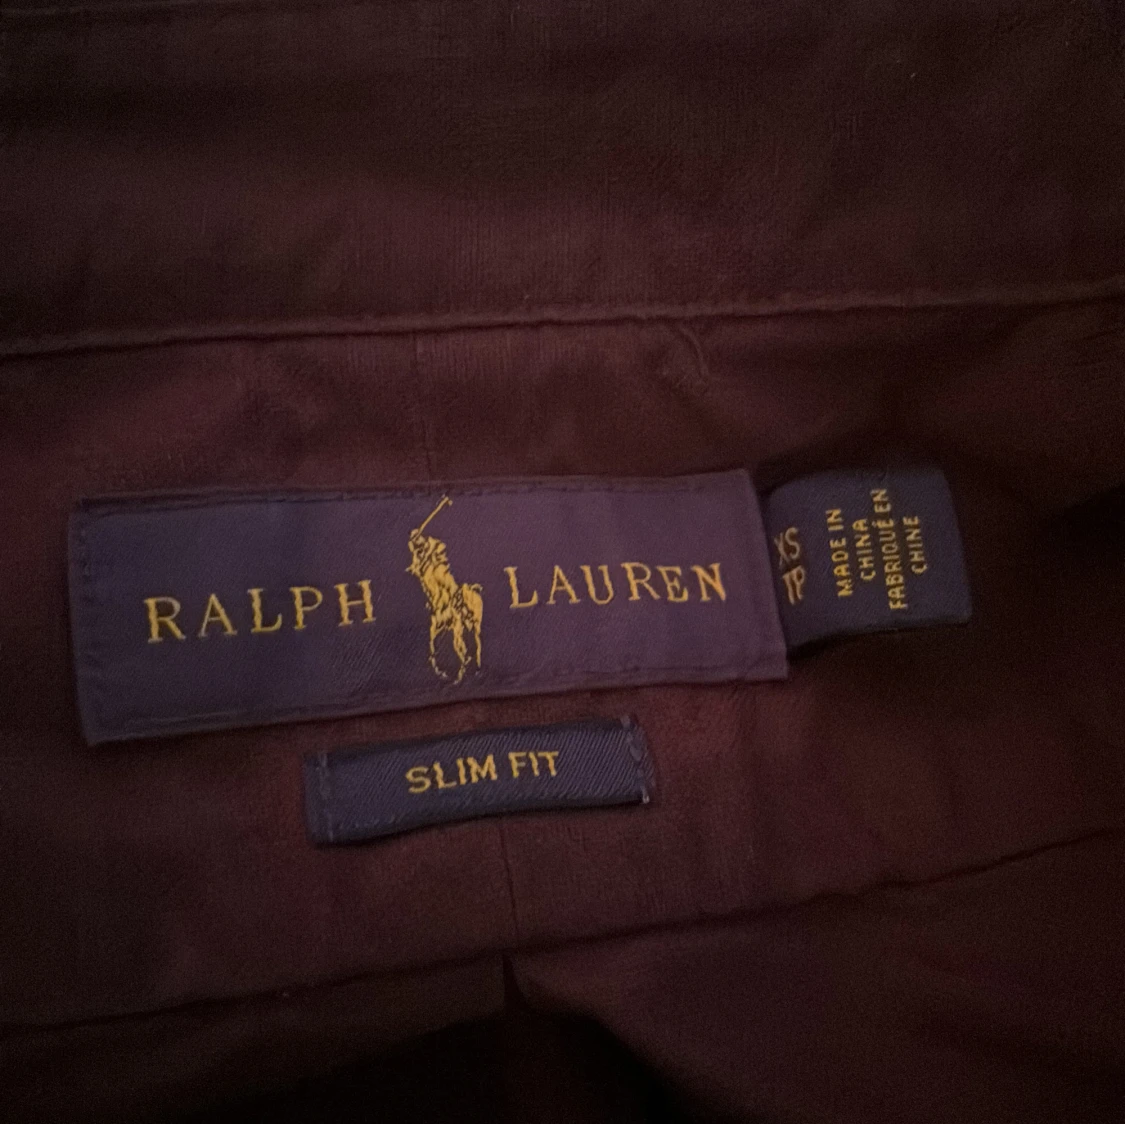 RALPH LAUREN
SLIM FIT
XS
TP
MADE IN
CHINA
FABRIQUÉ EN
CHINE